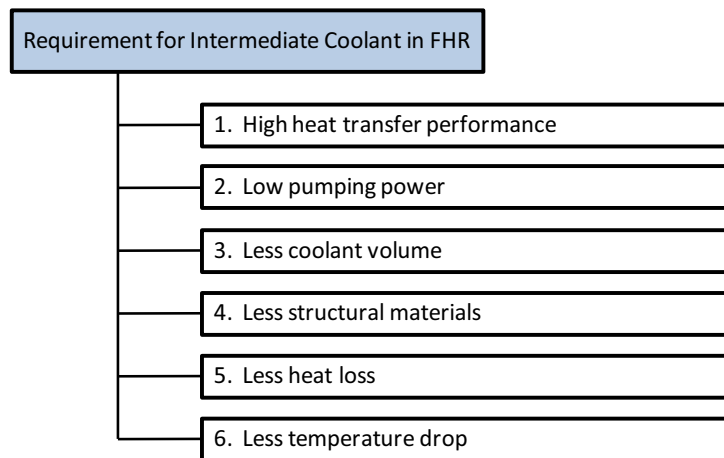 Requirement for Intermediate Coolant in FHR
1. High heat transfer performance
2. Low pumping power
3. Less coolant volume
4. Less structural materials
5. Less heat loss
6. Less temperature drop